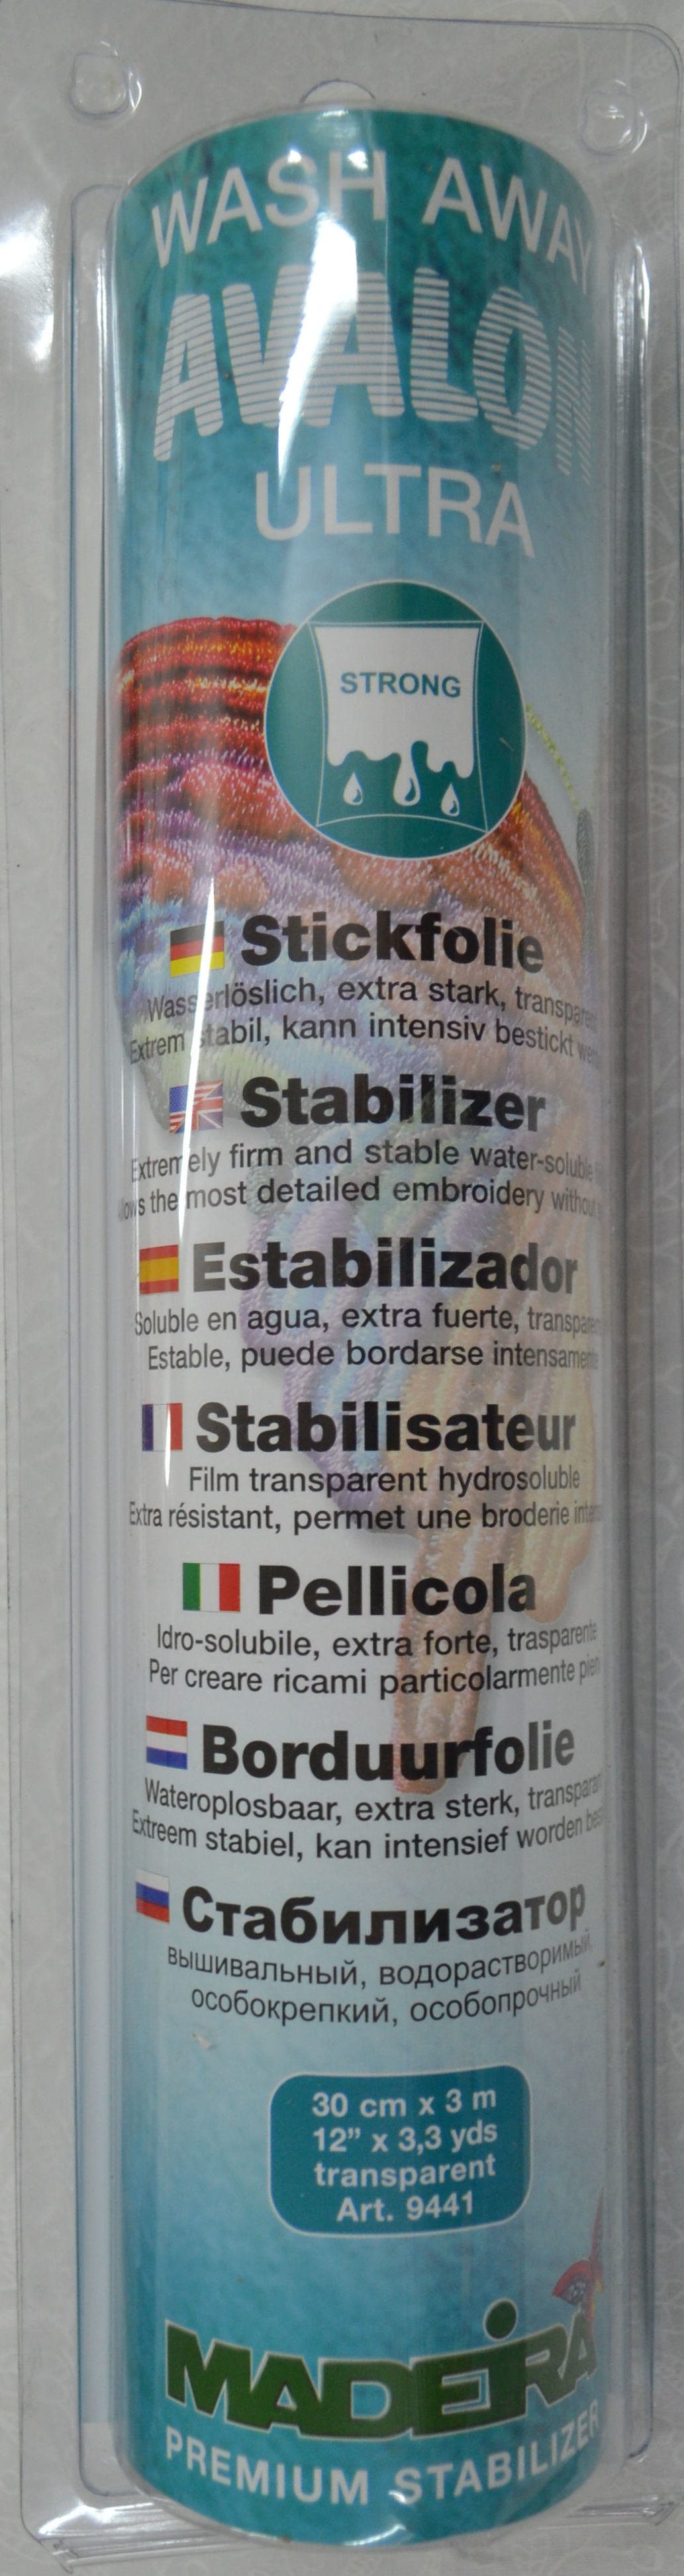 WASH AWAY
AVALON
ULTRA
STRONG
Stickfolie
Wasserlöslich, extra stark,
Extrem stabil, kann intensiv bestickt
Stabilizer
Extremely firm and stable water-soluble
the most detailed embroidery
Estabilizador
Soluble en agua, extra fuerte,
Estable, puede bordarse
Stabilisateur
Film transparent hydrosoluble
Extra résistant, permet une broderie
Pellicola
Idro-solubile, extra forte, trasparente
Per creare ricami particolarmente
Borduurfolie
Wateroplosbaar, extra sterk,
Extreem stabiel, kan intensief worden
Стабилизатор
вышивальный, водорастворимый,
особокрепкий, особопрочный
30 cm x 3 m
12” x 3,3 yds
transparent
Art. 9441
MADEIRA
PREMIUM STABILIZER